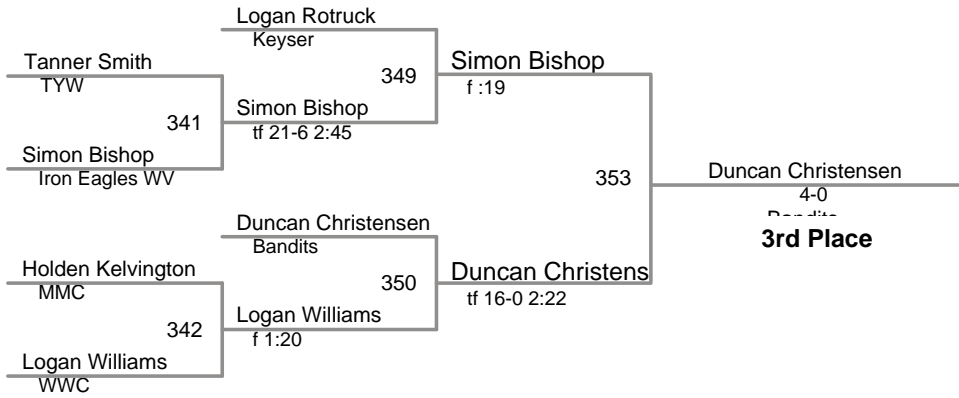 Logan Rotruck
Keyser
Tanner Smith
TYW
349
Simon Bishop
f :19
341
Simon Bishop
tf 21-6 2:45
Simon Bishop
Iron Eagles WV
353
Duncan Christensen
4-0
3rd Place
Duncan Christensen
Bandits
Holden Kelvington
MMC
350
Duncan Christens
tf 16-0 2:22
342
Logan Williams
f 1:20
Logan Williams
WWC